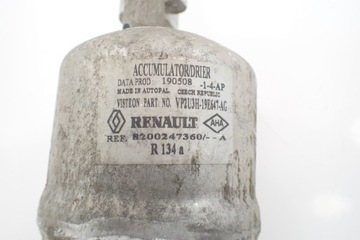 ACCUMULATOR/DRIER
DATA PROD 190508 -1-4-AP
MADE IN AUTOPAL CZECH REPUBLIC
VISTEON PART NO. VP2U3H-19E647-AG
RENAULT AHA
REF. 8200247360/-- A
R 134 a